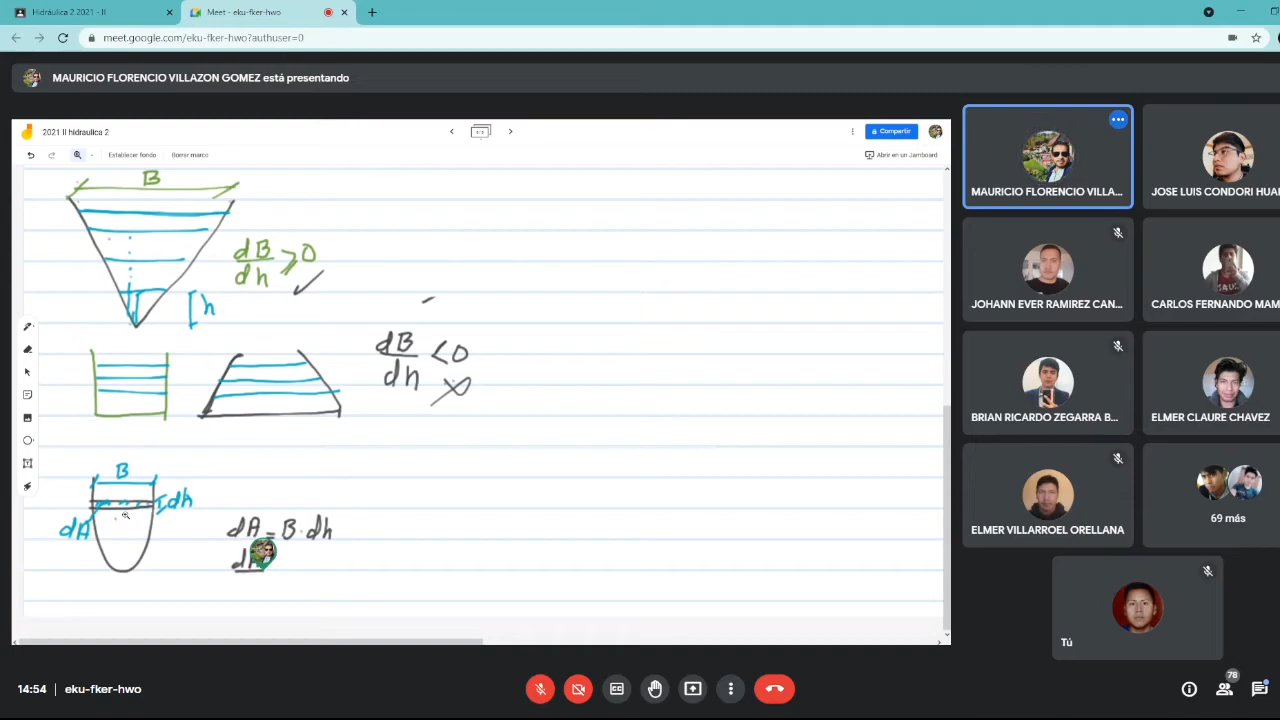 Hidráulica 2 - 2021 - II
Meet - eku-fker-hwo
meet.google.com/eku-fker-hwo?authuser=0
MAURICIO FLORENCIO VILLAZON GOMEZ está presentando
2021 II hidraulica 2
Compartir
Establecer fondo
Borrar marco
Abrir en un Jamboard
B
dB
dh
≥0
h
dB
dh
<0
B
dh
dA
dA = B · dh
dA
MAURICIO FLORENCIO VILLA...
JOSE LUIS CONDORI HUA
JOHANN EVER RAMIREZ CAN...
CARLOS FERNANDO MAM
BRIAN RICARDO ZEGARRA B...
ELMER CLAURE CHAVEZ
ELMER VILLARROEL ORELLANA
69 más
Tú
14:54
eku-fker-hwo
78